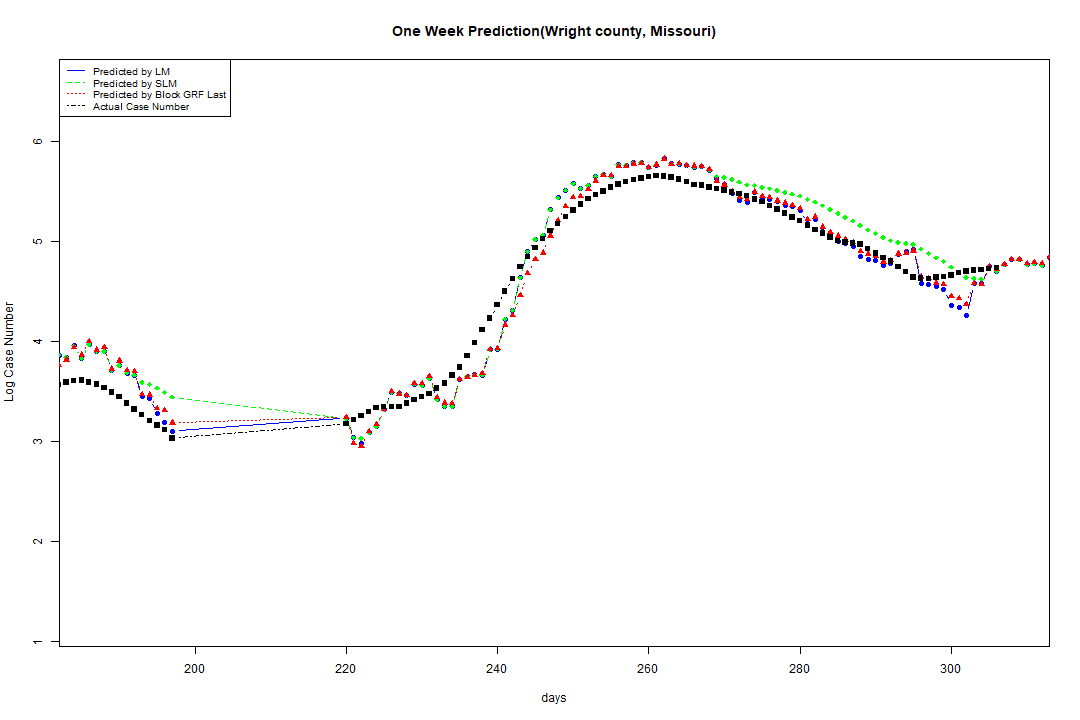 One Week Prediction(Wright county, Missouri)
Predicted by LM
Predicted by SLM
Predicted by Block GRF Last
Actual Case Number
Log Case Number
6
5
4
3
2
1
200 220 240 260 280 300
days